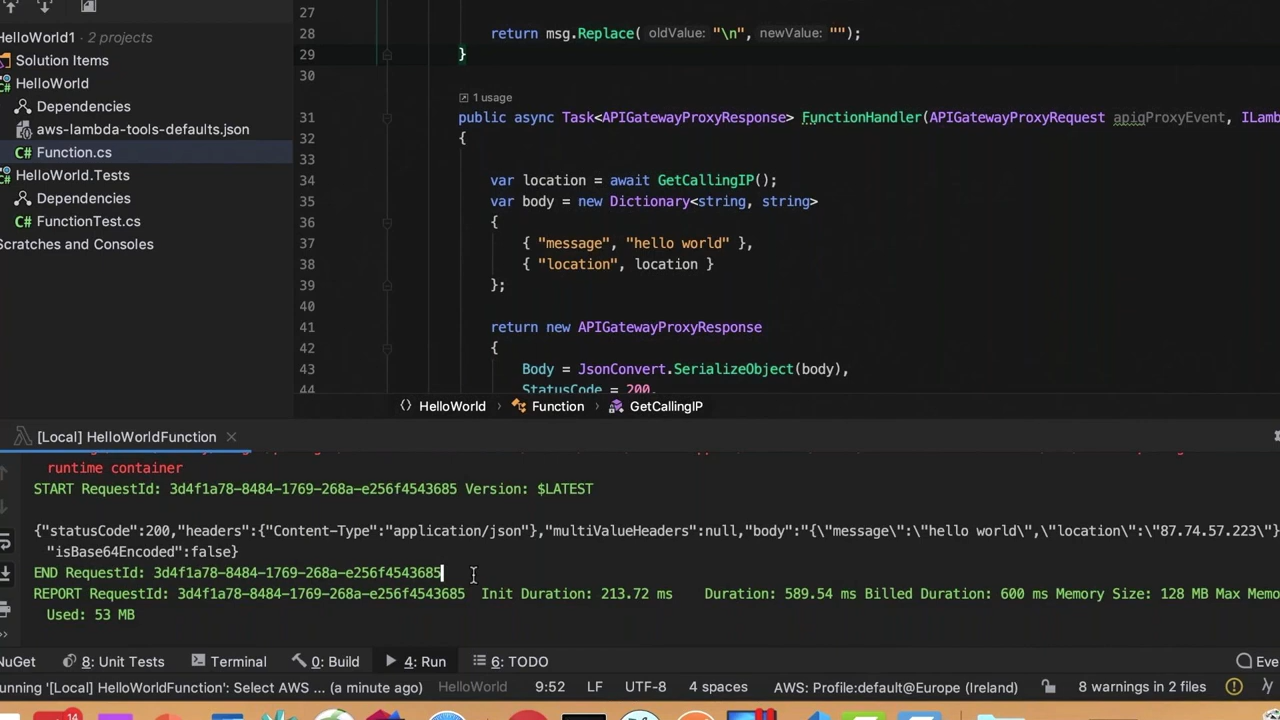 HelloWorld1 2 projects
Solution Items
HelloWorld
Dependencies
aws-lambda-tools-defaults.json
C# Function.cs
HelloWorld.Tests
Dependencies
C# FunctionTest.cs
Scratches and Consoles
27
28 return msg.Replace( oldValue: "\n", newValue: "");
29 }
30
1 usage
31 public async Task<APIGatewayProxyResponse> FunctionHandler(APIGatewayProxyRequest apigProxyEvent, ILamb
32 {
33
34 var location = await GetCallingIP();
35 var body = new Dictionary<string, string>
36 {
37 { "message", "hello world" },
38 { "location", location }
39 };
40
41 return new APIGatewayProxyResponse
42 {
43 Body = JsonConvert.SerializeObject(body),
44 StatusCode = 200,
HelloWorld › Function › GetCallingIP
[Local] HelloWorldFunction
runtime container
START RequestId: 3d4f1a78-8484-1769-268a-e256f4543685 Version: $LATEST
{"statusCode":200,"headers":{"Content-Type":"application/json"},"multiValueHeaders":null,"body":"{\"message\":\"hello world\",\"location\":\"87.74.57.223\"}
"isBase64Encoded":false}
END RequestId: 3d4f1a78-8484-1769-268a-e256f4543685
REPORT RequestId: 3d4f1a78-8484-1769-268a-e256f4543685 Init Duration: 213.72 ms Duration: 589.54 ms Billed Duration: 600 ms Memory Size: 128 MB Max Memo
Used: 53 MB
NuGet 8: Unit Tests Terminal 0: Build 4: Run 6: TODO Eve
unning '[Local] HelloWorldFunction': Select AWS ... (a minute ago) HelloWorld 9:52 LF UTF-8 4 spaces AWS: Profile:default@Europe (Ireland) 8 warnings in 2 files
14